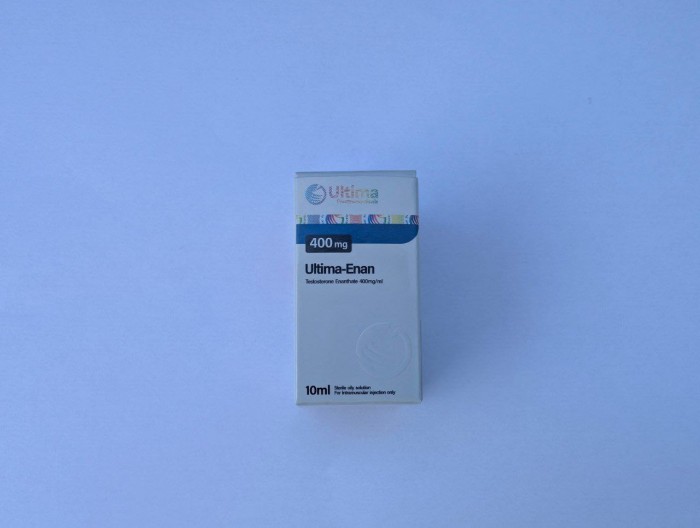 Ultima
400 mg
Ultima-Enan
Testosterone Enanthate 400mg/ml
10ml
Sterile oily solution
For intramuscular injection only